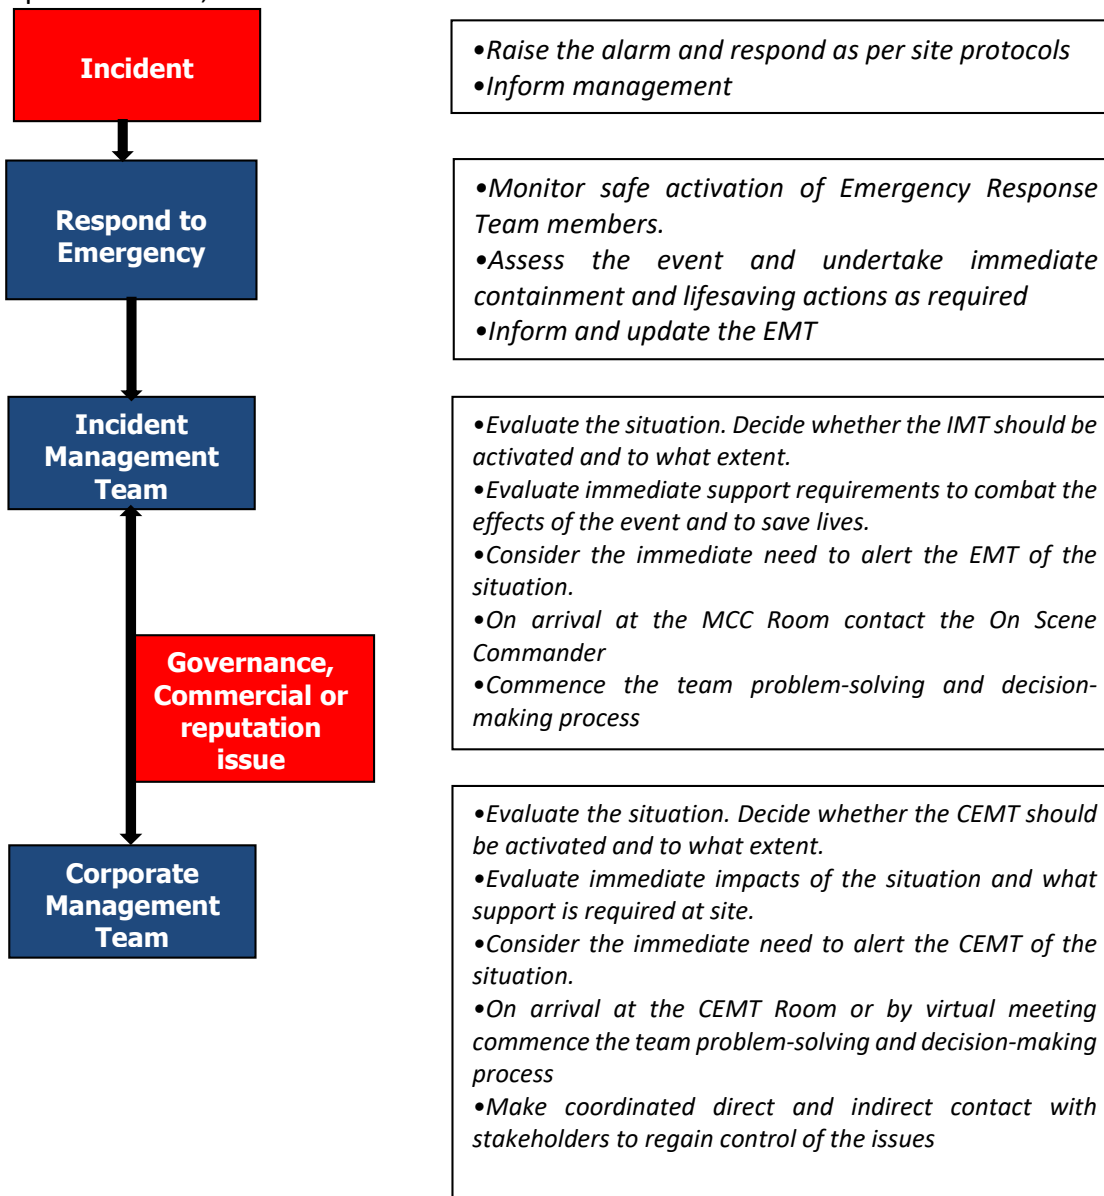 Incident
•Raise the alarm and respond as per site protocols
•Inform management
Respond to
Emergency
•Monitor safe activation of Emergency Response
Team members.
•Assess the event and undertake immediate
containment and lifesaving actions as required
•Inform and update the EMT
Incident
Management
Team
•Evaluate the situation. Decide whether the IMT should be
activated and to what extent.
•Evaluate immediate support requirements to combat the
effects of the event and to save lives.
•Consider the immediate need to alert the EMT of the
situation.
•On arrival at the MCC Room contact the On Scene
Commander
•Commence the team problem-solving and decision-
making process
Governance,
Commercial or
reputation
issue
Corporate
Management
Team
•Evaluate the situation. Decide whether the CEMT should
be activated and to what extent.
•Evaluate immediate impacts of the situation and what
support is required at site.
•Consider the immediate need to alert the CEMT of the
situation.
•On arrival at the CEMT Room or by virtual meeting
commence the team problem-solving and decision-making
process
•Make coordinated direct and indirect contact with
stakeholders to regain control of the issues